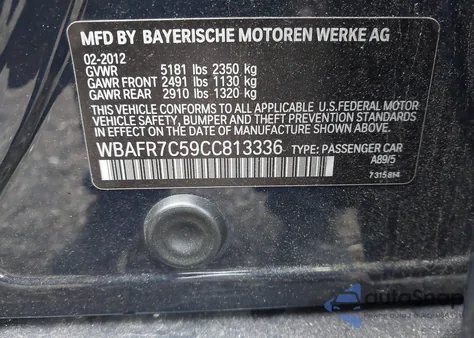 MFD BY BAYERISCHE MOTOREN WERKE AG
02-2012
GVWR 5181 lbs 2350 kg
GAWR FRONT 2491 lbs 1130 kg
GAWR REAR 2910 lbs 1320 kg
THIS VEHICLE CONFORMS TO ALL APPLICABLE U.S.FEDERAL MOTOR
VEHICLE SAFETY, BUMPER AND THEFT PREVENTION STANDARDS IN
EFFECT ON THE DATE OF MANUFACTURE SHOWN ABOVE.
WBAFR7C59CC813336 TYPE: PASSENGER CAR
A89/5
7 315 814
autoSnap